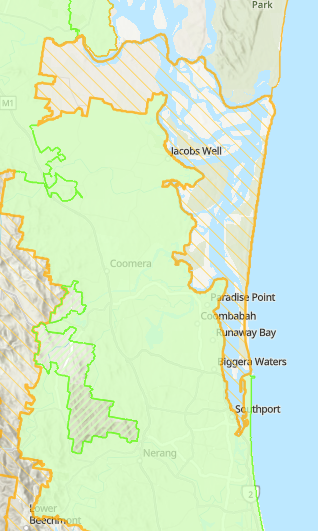 Park
M1
Jacobs Well
Coomera
Paradise Point
Coombabah
Runaway Bay
Biggera Waters
Southport
Nerang
2
Lower
Beechmont